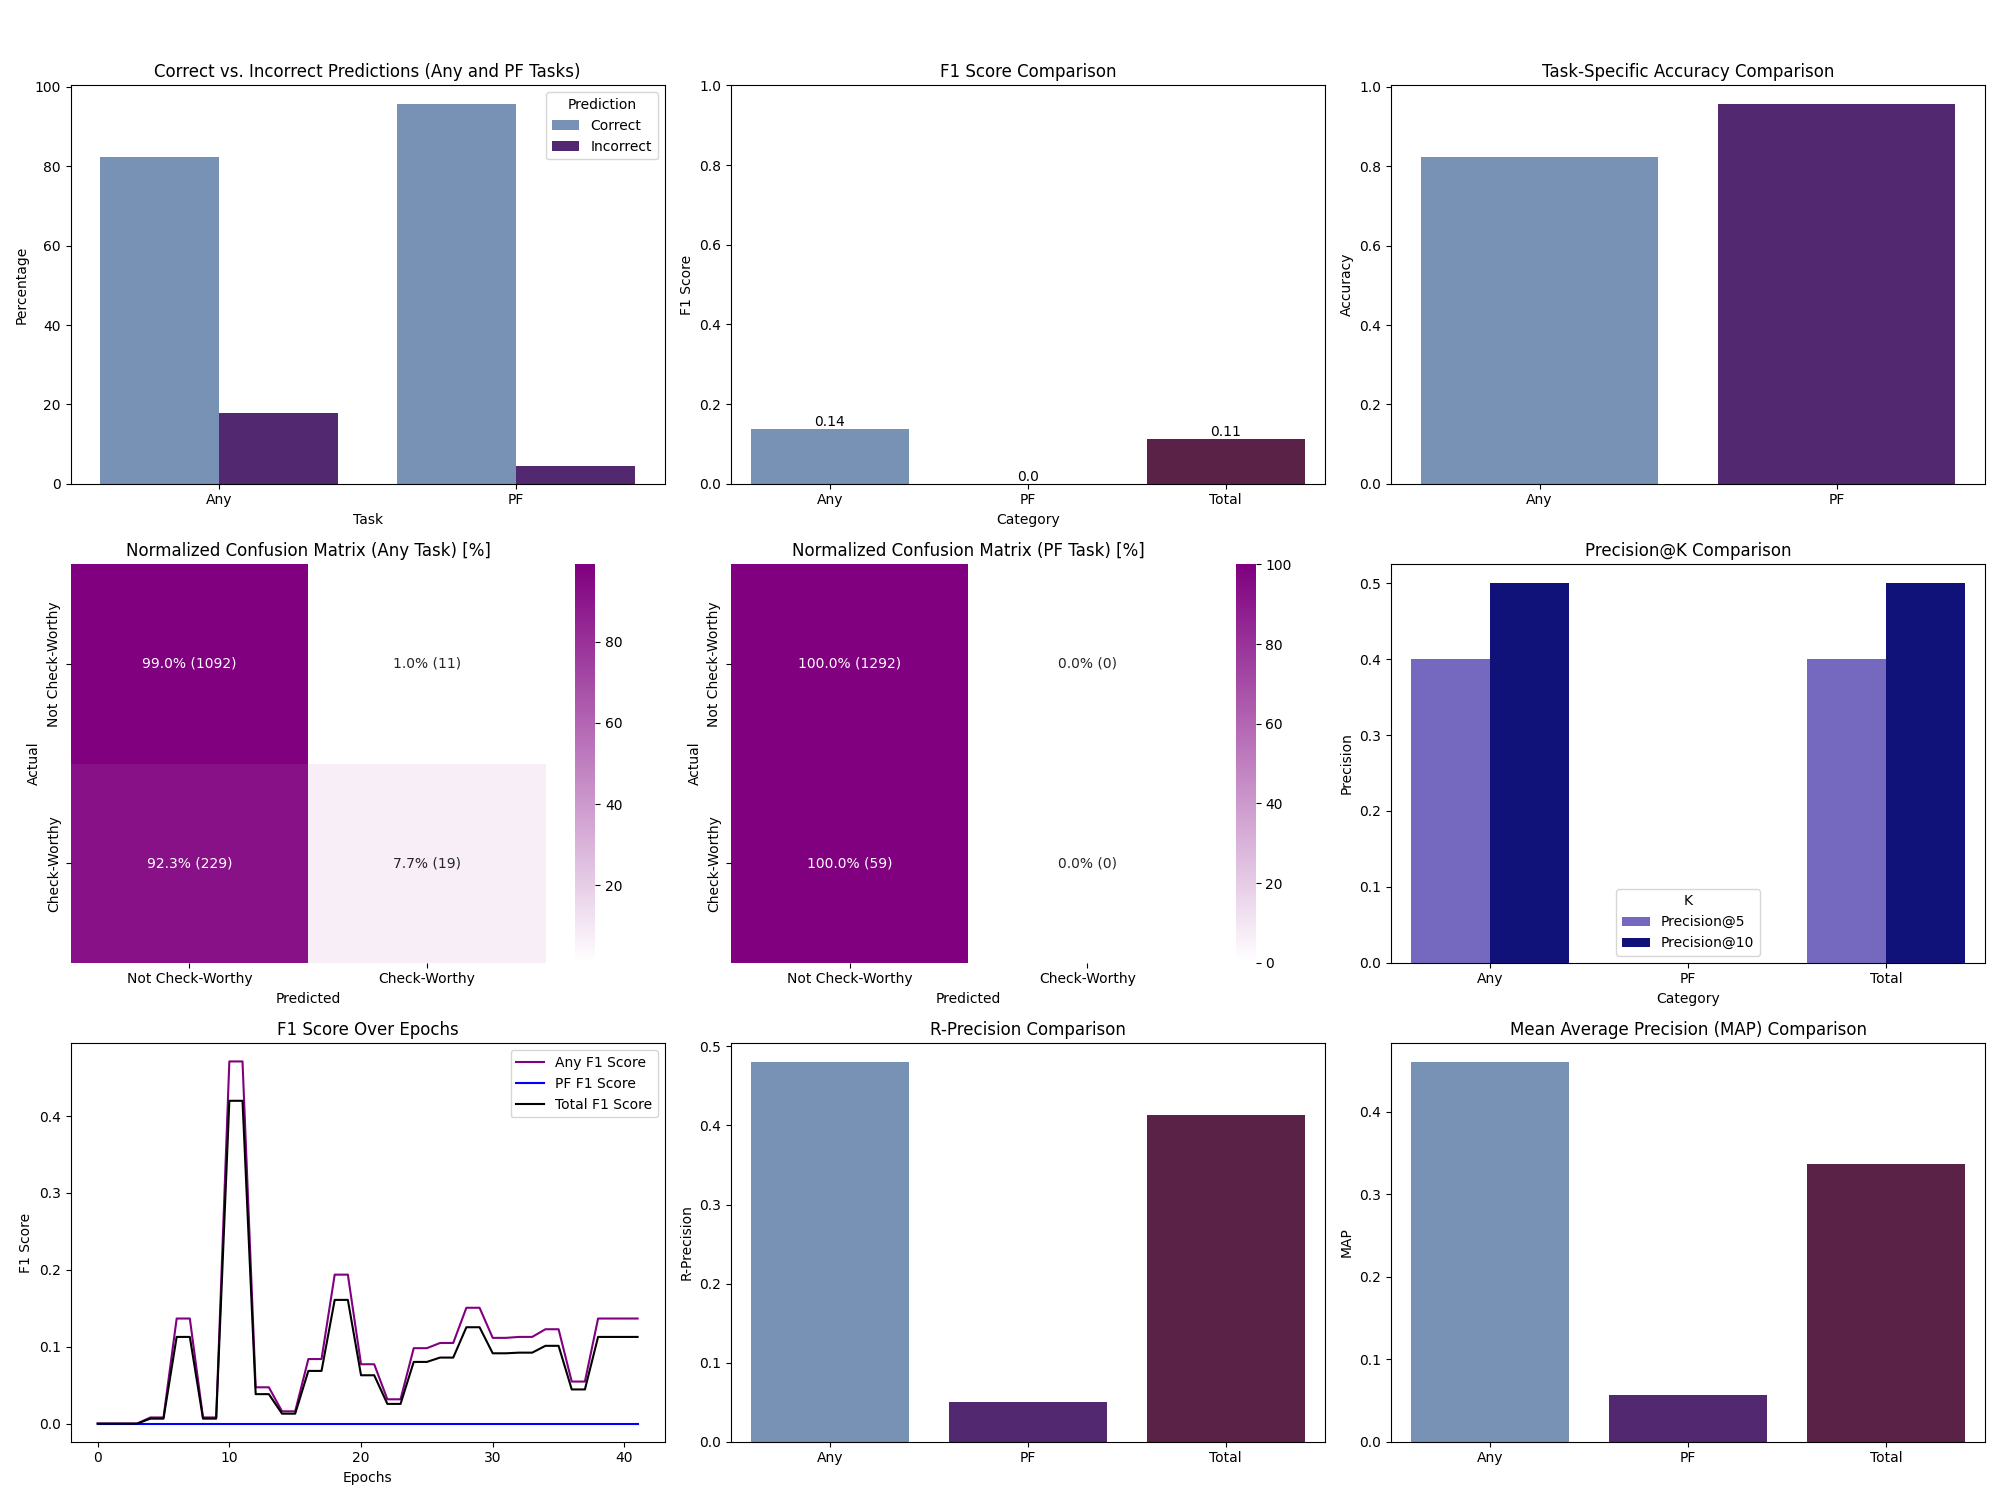 Correct vs. Incorrect Predictions (Any and PF Tasks)
100
80
60
40
20
0
Percentage
Prediction
Correct
Incorrect
Any
PF
Task
F1 Score Comparison
1.0
0.8
0.6
0.4
0.2
0.0
F1 Score
0.14
0.0
0.11
Any
PF
Total
Category
Task-Specific Accuracy Comparison
1.0
0.8
0.6
0.4
0.2
0.0
Accuracy
Any
PF
Normalized Confusion Matrix (Any Task) [%]
Actual
Not Check-Worthy
Check-Worthy
99.0% (1092)
1.0% (11)
92.3% (229)
7.7% (19)
80
60
40
20
Not Check-Worthy
Check-Worthy
Predicted
Normalized Confusion Matrix (PF Task) [%]
Actual
Not Check-Worthy
Check-Worthy
100.0% (1292)
0.0% (0)
100.0% (59)
0.0% (0)
100
80
60
40
20
0
Not Check-Worthy
Check-Worthy
Predicted
Precision@K Comparison
0.5
0.4
0.3
0.2
0.1
0.0
Precision
K
Precision@5
Precision@10
Any
PF
Total
Category
F1 Score Over Epochs
0.4
0.3
0.2
0.1
0.0
F1 Score
Any F1 Score
PF F1 Score
Total F1 Score
0
10
20
30
40
Epochs
R-Precision Comparison
0.5
0.4
0.3
0.2
0.1
0.0
R-Precision
Any
PF
Total
Mean Average Precision (MAP) Comparison
0.4
0.3
0.2
0.1
0.0
MAP
Any
PF
Total